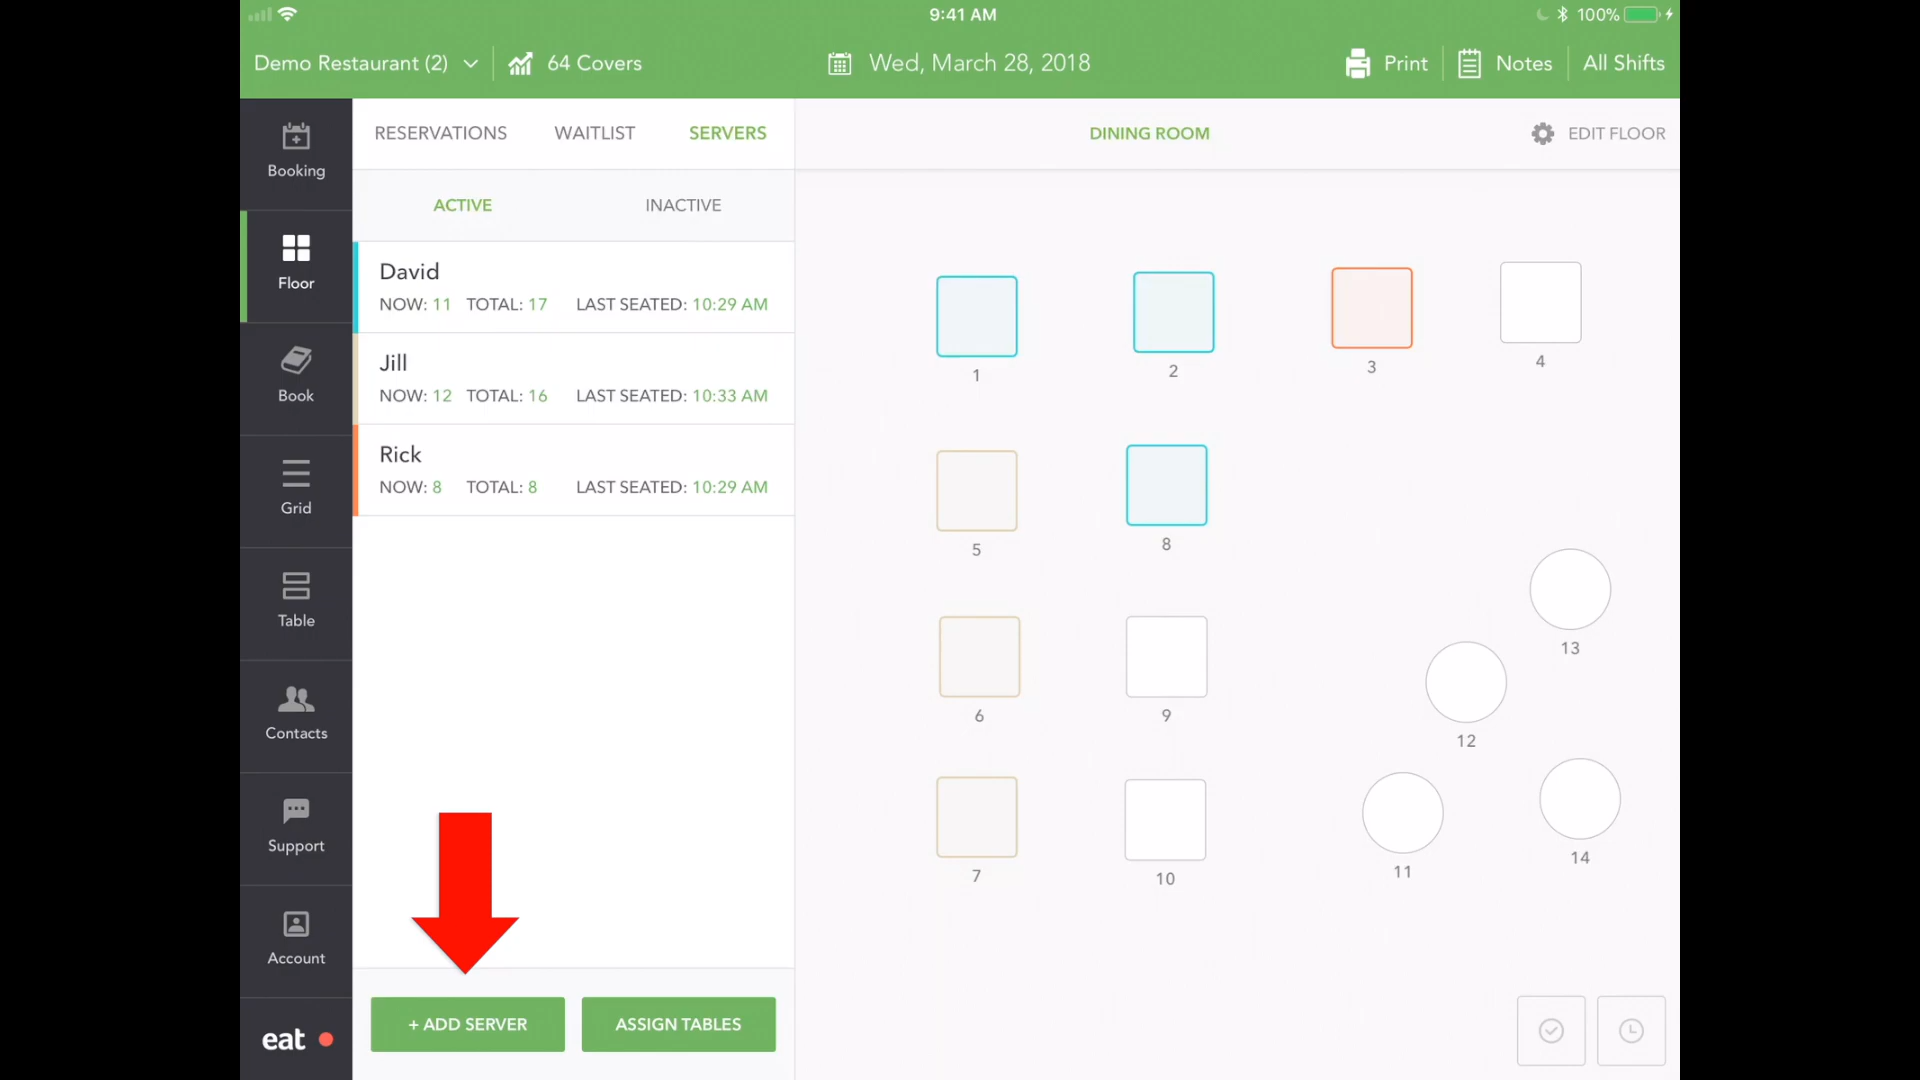 9:41 AM
100%
Demo Restaurant (2)
64 Covers
Wed, March 28, 2018
Print
Notes
All Shifts
Booking
Floor
Book
Grid
Table
Contacts
Support
Account
eat
RESERVATIONS WAITLIST SERVERS
ACTIVE INACTIVE
David
NOW: 11 TOTAL: 17 LAST SEATED: 10:29 AM
Jill
NOW: 12 TOTAL: 16 LAST SEATED: 10:33 AM
Rick
NOW: 8 TOTAL: 8 LAST SEATED: 10:29 AM
+ ADD SERVER
ASSIGN TABLES
DINING ROOM
EDIT FLOOR
1
2
3
4
5
8
13
6
9
12
7
10
11
14